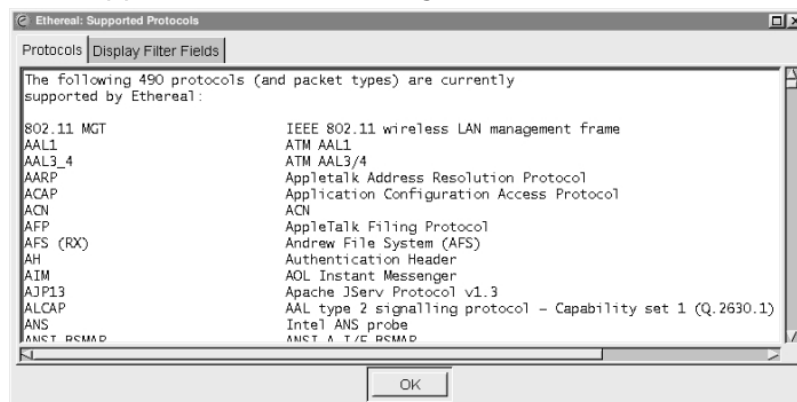 Ethereal: Supported Protocols
Protocols Display Filter Fields
The following 490 protocols (and packet types) are currently
supported by Ethereal:
802.11 MGT IEEE 802.11 wireless LAN management frame
AAL1 ATM AAL1
AAL3_4 ATM AAL3/4
AARP Appletalk Address Resolution Protocol
ACAP Application Configuration Access Protocol
ACN ACN
AFP AppleTalk Filing Protocol
AFS (RX) Andrew File System (AFS)
AH Authentication Header
AIM AOL Instant Messenger
AJP13 Apache JServ Protocol v1.3
ALCAP AAL type 2 signalling protocol – Capability set 1 (Q.2630.1)
ANS Intel ANS probe
ANSI BSMAP ANSI A-I/F BSMAP
OK